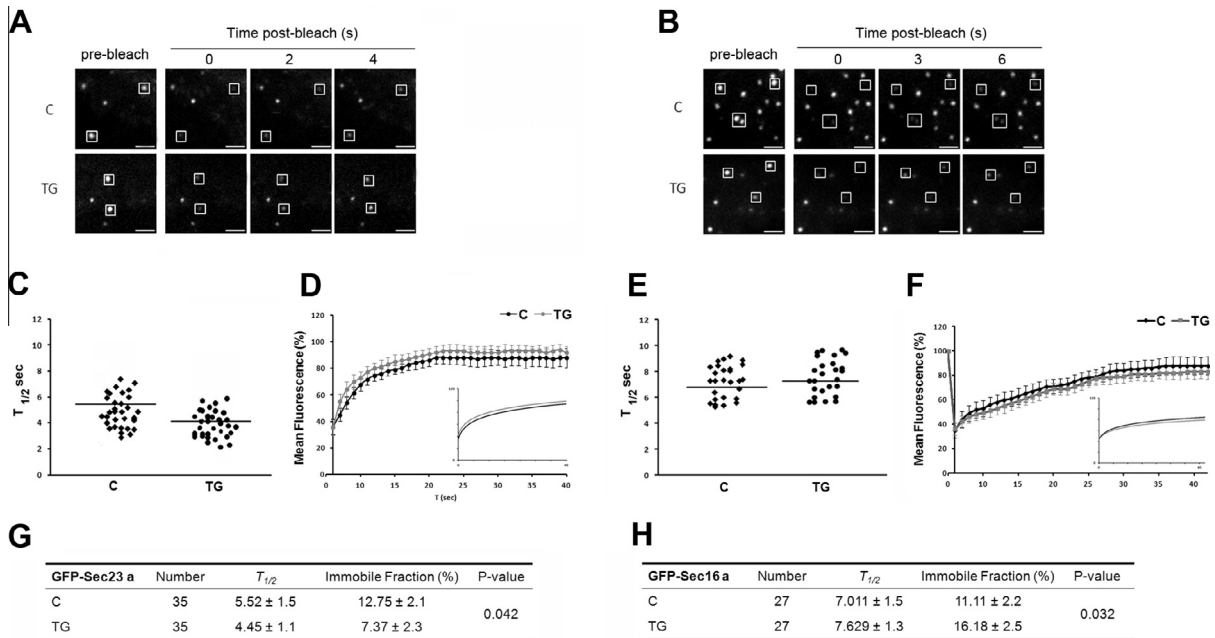 A
Time post-bleach (s)
pre-bleach
0 2 4
C
TG
B
Time post-bleach (s)
pre-bleach
0 3 6
C
TG
C
T 1/2 sec
12
10
8
6
4
2
0
C TG
D
C TG
Mean Fluorescence (%)
120
100
80
60
40
20
0
0 5 10 15 20 25 30 35 40
T (sec)
E
T 1/2 sec
12
10
8
6
4
2
0
C TG
F
C TG
Mean Fluorescence (%)
120
100
80
60
40
20
0
0 5 10 15 20 25 30 35 40
G
GFP-Sec23 a Number T1/2 Immobile Fraction (%) P-value
C 35 5.52 ± 1.5 12.75 ± 2.1
0.042
TG 35 4.45 ± 1.1 7.37 ± 2.3
H
GFP-Sec16 a Number T1/2 Immobile Fraction (%) P-value
C 27 7.011 ± 1.5 11.11 ± 2.2
0.032
TG 27 7.629 ± 1.3 16.18 ± 2.5